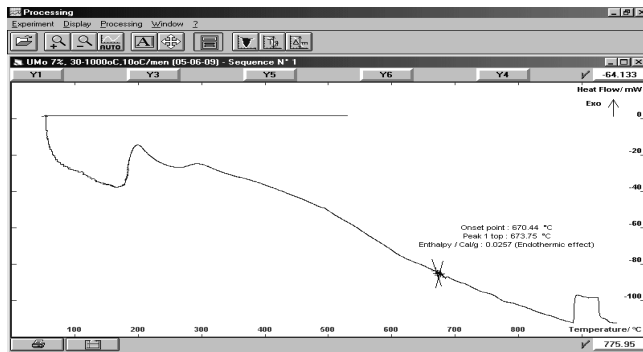 Processing
Experiment Display Processing Window ?
AUTO A
UMo 7%, 30-1000oC,10oC/men (05-06-09) - Sequence N° 1
Y1 Y3 Y5 Y6 Y4 -64.133
Heat Flow/ mW
Exo
0
-20
-40
-60
Onset point : 670.44 °C
Peak 1 top : 673.75 °C
Enthalpy / Cal/g : 0.0257 (Endothermic effect)
-80
-100
100 200 300 400 500 600 700 800 Temperature/ °C
775.95